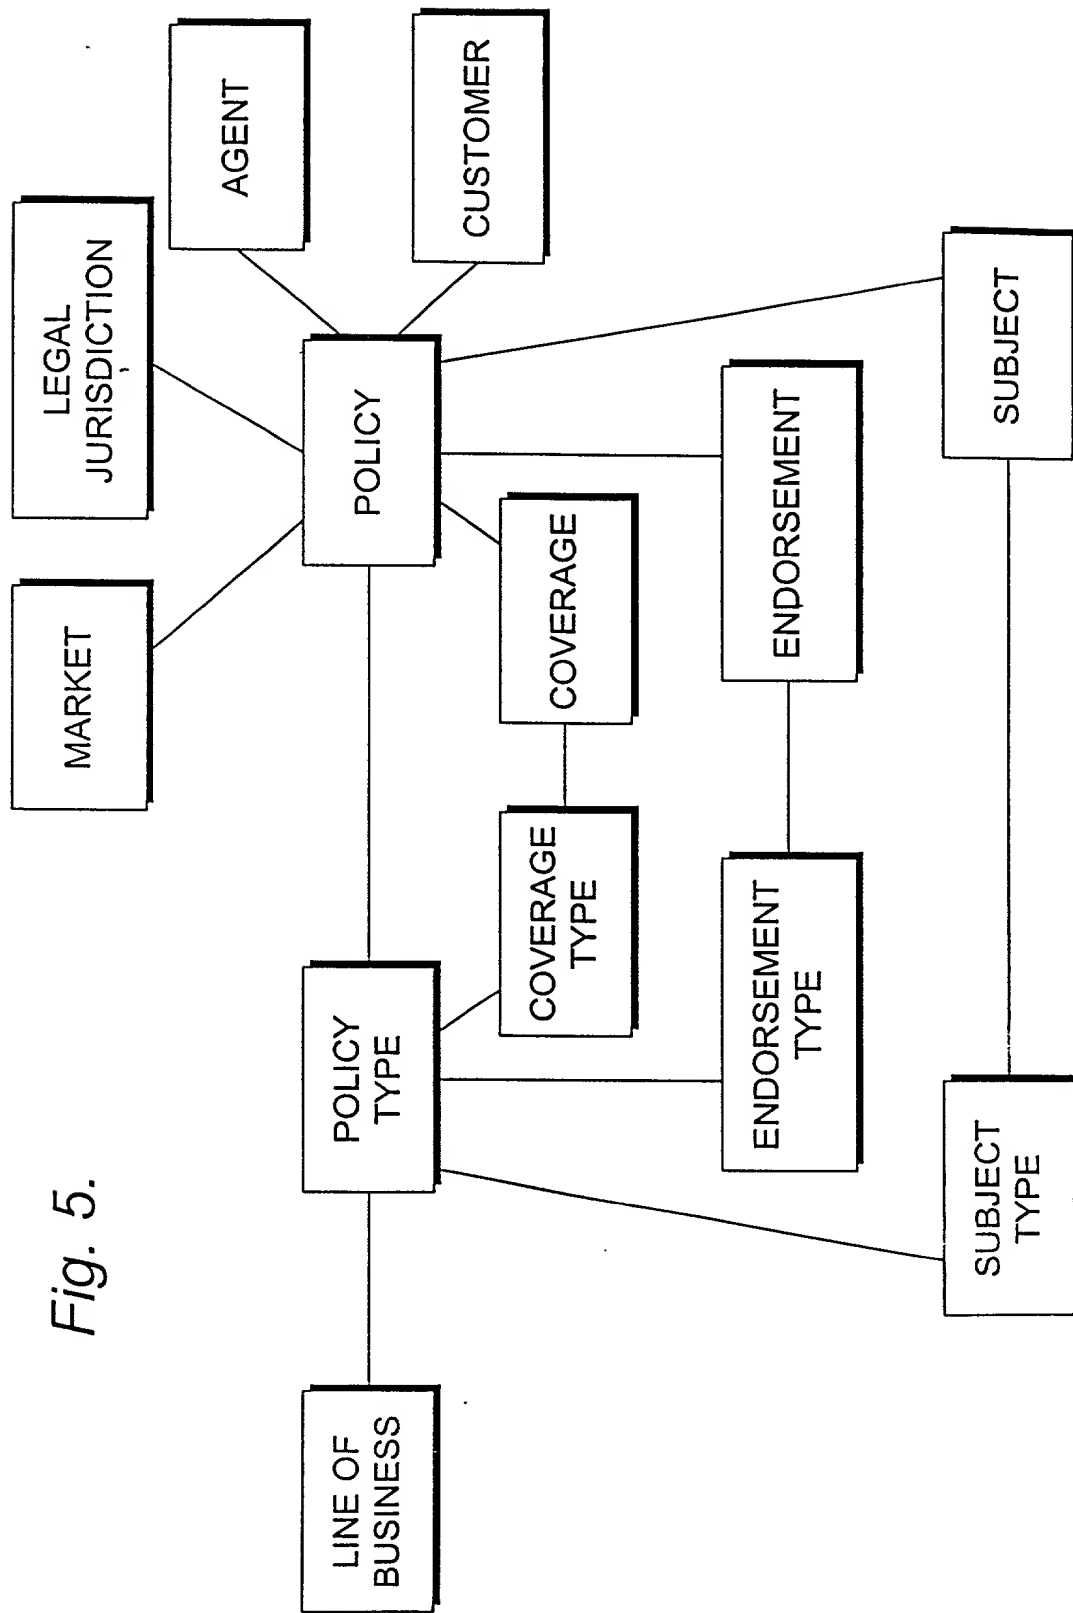 Fig. 5.
MARKET
LEGAL
JURISDICTION
AGENT
CUSTOMER
LINE OF
BUSINESS
POLICY
TYPE
POLICY
COVERAGE
TYPE
COVERAGE
ENDORSEMENT
TYPE
ENDORSEMENT
SUBJECT
TYPE
SUBJECT